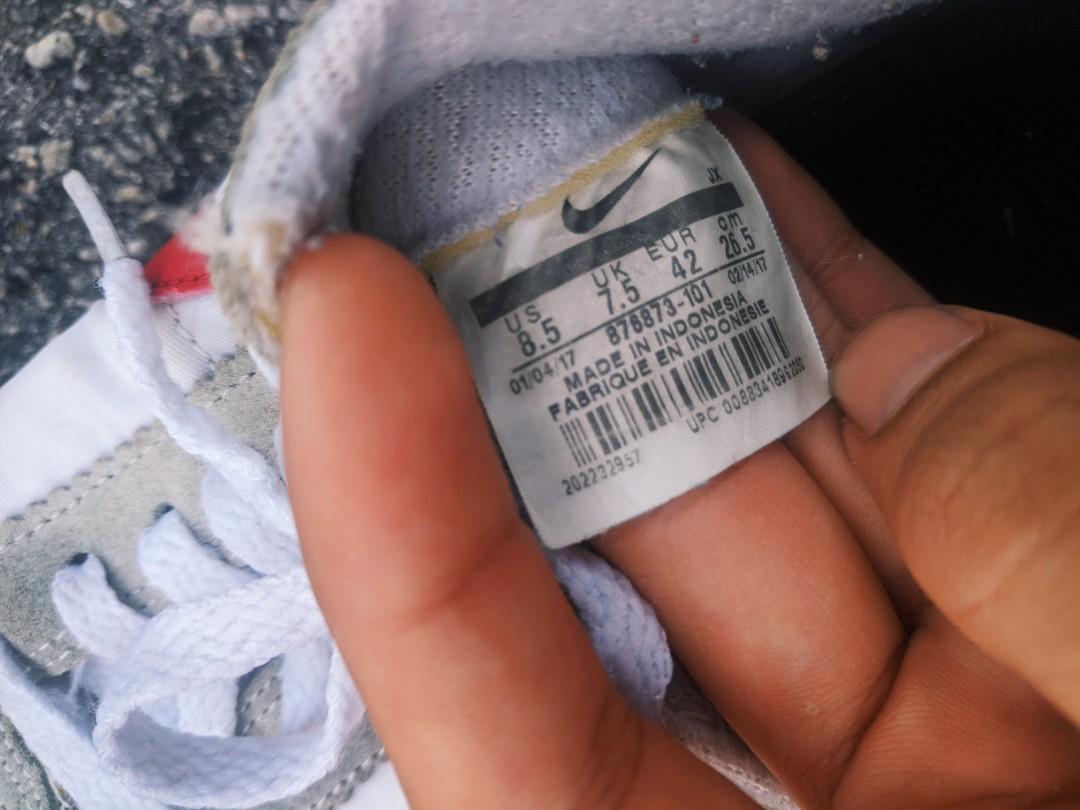 JX
US UK EUR cm
8.5 7.5 42 26.5
01/04/17 876873-101 02/14/17
MADE IN INDONESIA
FABRIQUE EN INDONESIE
UPC
202232957